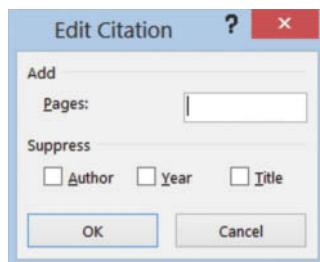 Edit Citation ? ×
Add
Pages:
Suppress
Author Year Title
OK Cancel